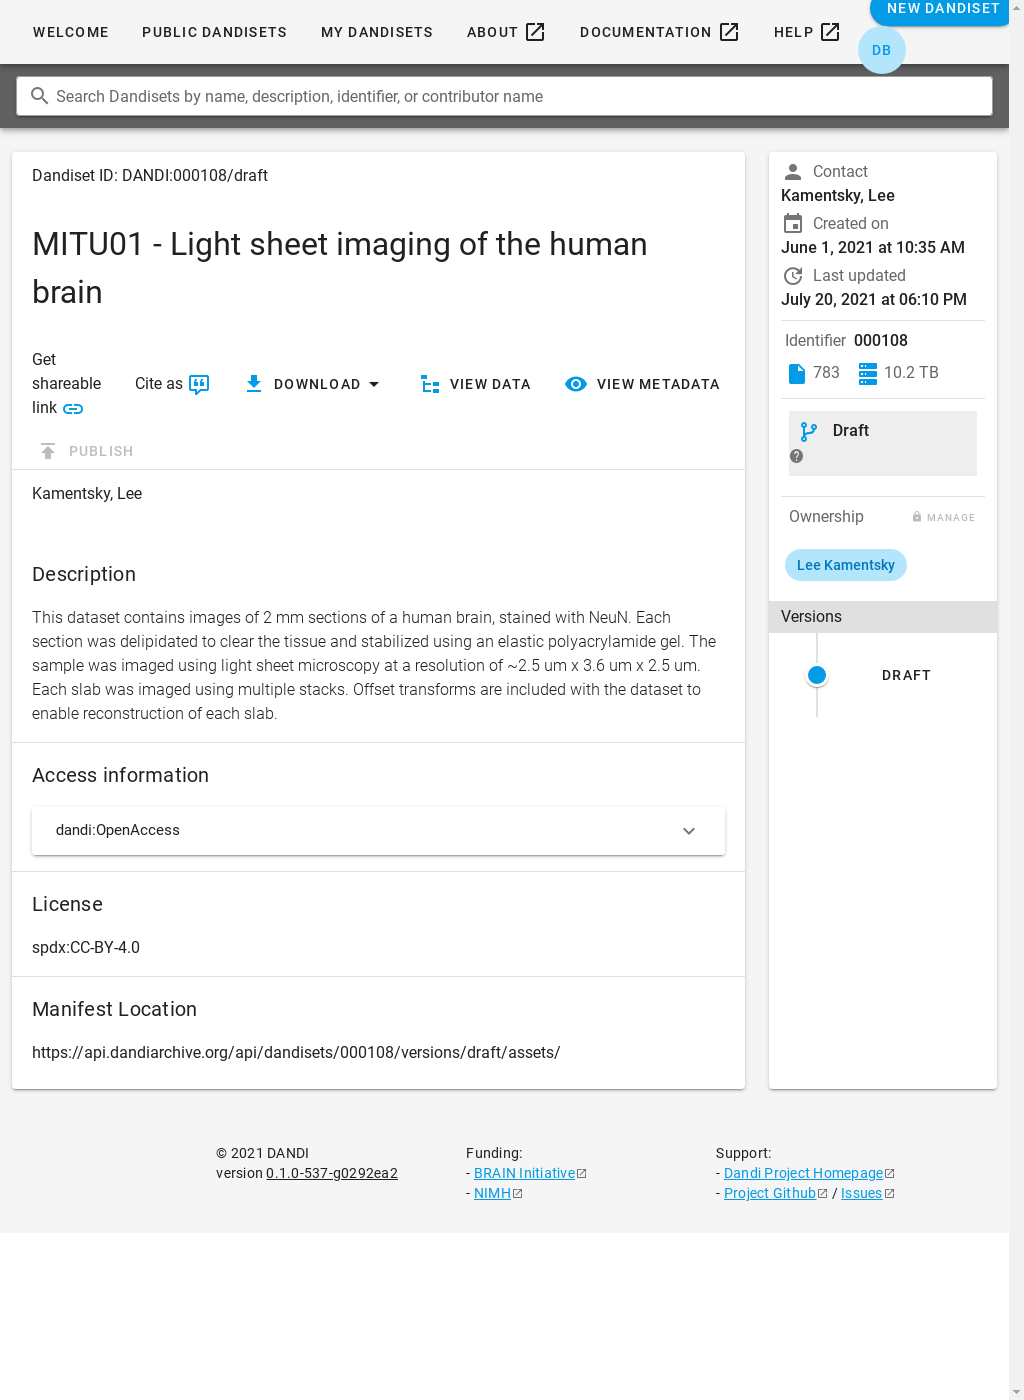 WELCOME
PUBLIC DANDISETS
MY DANDISETS
ABOUT
DOCUMENTATION
HELP
NEW DANDISET
DB
Search Dandisets by name, description, identifier, or contributor name
Dandiset ID: DANDI:000108/draft
MITU01 - Light sheet imaging of the human
brain
Get
shareable
link
Cite as
DOWNLOAD
VIEW DATA
VIEW METADATA
PUBLISH
Kamentsky, Lee
Description
This dataset contains images of 2 mm sections of a human brain, stained with NeuN. Each
section was delipidated to clear the tissue and stabilized using an elastic polyacrylamide gel. The
sample was imaged using light sheet microscopy at a resolution of ~2.5 um x 3.6 um x 2.5 um.
Each slab was imaged using multiple stacks. Offset transforms are included with the dataset to
enable reconstruction of each slab.
Access information
dandi:OpenAccess
License
spdx:CC-BY-4.0
Manifest Location
https://api.dandiarchive.org/api/dandisets/000108/versions/draft/assets/
Contact
Kamentsky, Lee
Created on
June 1, 2021 at 10:35 AM
Last updated
July 20, 2021 at 06:10 PM
Identifier 000108
783
10.2 TB
Draft
Ownership
MANAGE
Lee Kamentsky
Versions
DRAFT
© 2021 DANDI
version 0.1.0-537-g0292ea2
Funding:
- BRAIN Initiative
- NIMH
Support:
- Dandi Project Homepage
- Project Github / Issues